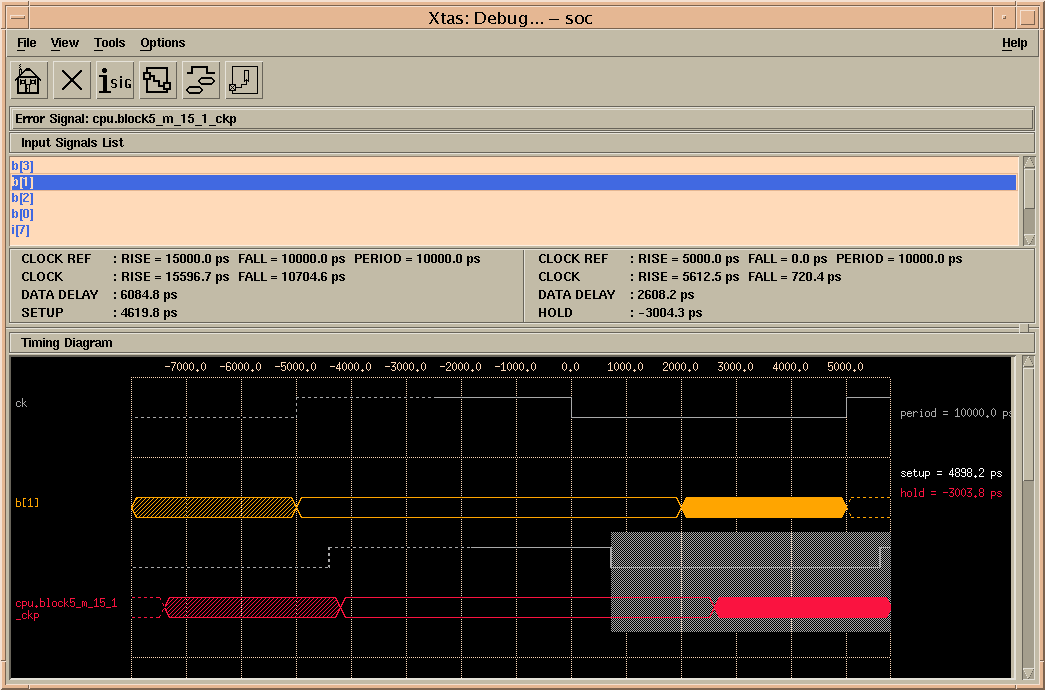 Xtas: Debug... – soc
File View Tools Options Help
i SIG
Error Signal: cpu.block5_m_15_1_ckp
Input Signals List
b[3]
b[1]
b[2]
b[0]
i[7]
CLOCK REF : RISE = 15000.0 ps FALL = 10000.0 ps PERIOD = 10000.0 ps
CLOCK : RISE = 15596.7 ps FALL = 10704.6 ps
DATA DELAY : 6084.8 ps
SETUP : 4619.8 ps
CLOCK REF : RISE = 5000.0 ps FALL = 0.0 ps PERIOD = 10000.0 ps
CLOCK : RISE = 5612.5 ps FALL = 720.4 ps
DATA DELAY : 2608.2 ps
HOLD : -3004.3 ps
Timing Diagram
-7000.0 -6000.0 -5000.0 -4000.0 -3000.0 -2000.0 -1000.0 0.0 1000.0 2000.0 3000.0 4000.0 5000.0
ck
period = 10000.0 ps
setup = 4898.2 ps
hold = -3003.8 ps
b[1]
cpu.block5_m_15_1
_ckp